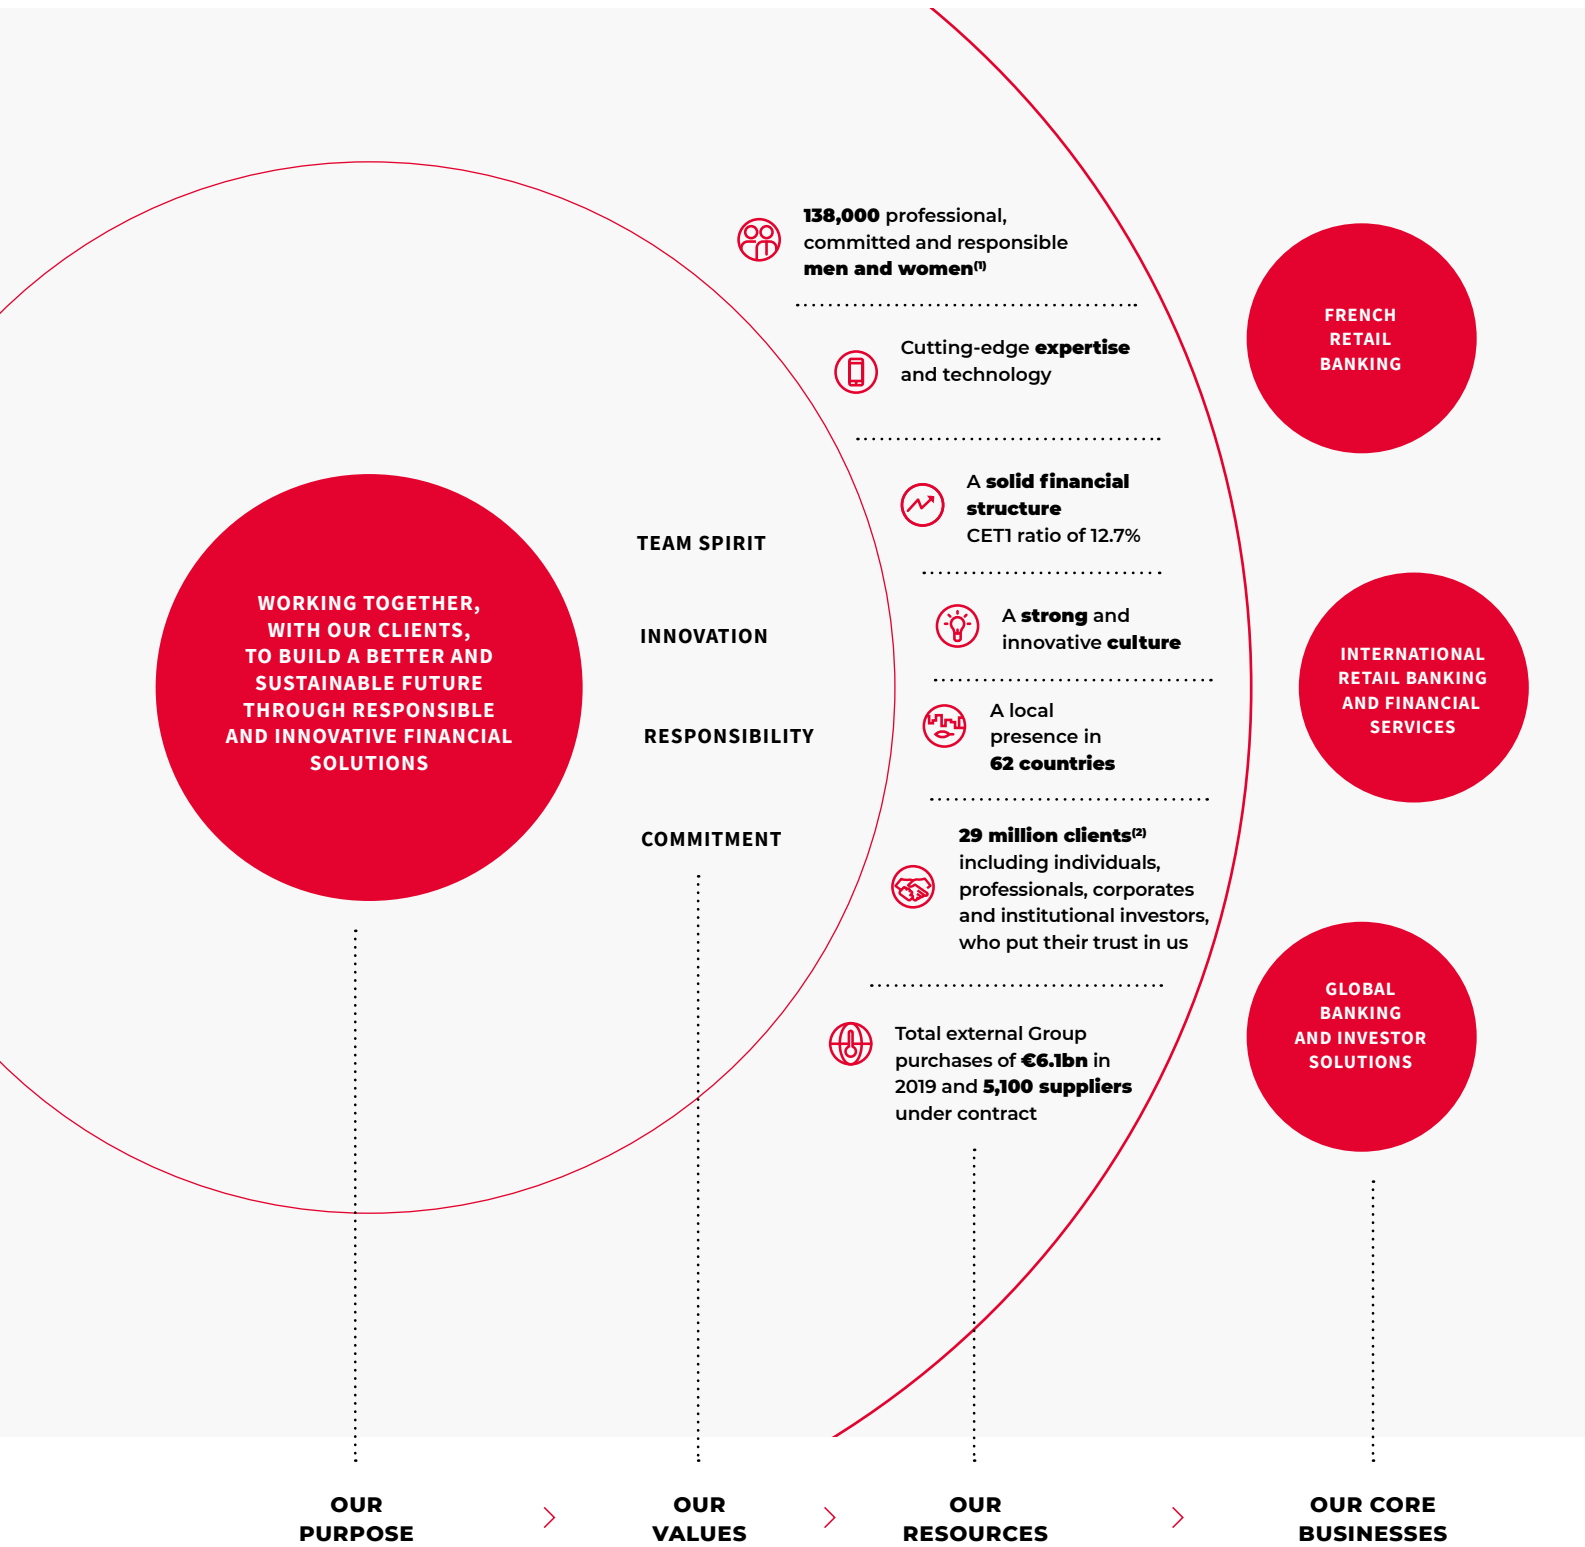 WORKING TOGETHER,
WITH OUR CLIENTS,
TO BUILD A BETTER AND
SUSTAINABLE FUTURE
THROUGH RESPONSIBLE
AND INNOVATIVE FINANCIAL
SOLUTIONS
TEAM SPIRIT
INNOVATION
RESPONSIBILITY
COMMITMENT
138,000 professional,
committed and responsible
men and women(1)
Cutting-edge expertise
and technology
A solid financial
structure
CET1 ratio of 12.7%
A strong and
innovative culture
A local
presence in
62 countries
29 million clients(2)
including individuals,
professionals, corporates
and institutional investors,
who put their trust in us
Total external Group
purchases of €6.1bn in
2019 and 5,100 suppliers
under contract
FRENCH
RETAIL
BANKING
INTERNATIONAL
RETAIL BANKING
AND FINANCIAL
SERVICES
GLOBAL
BANKING
AND INVESTOR
SOLUTIONS
OUR
PURPOSE
OUR
VALUES
OUR
RESOURCES
OUR CORE
BUSINESSES